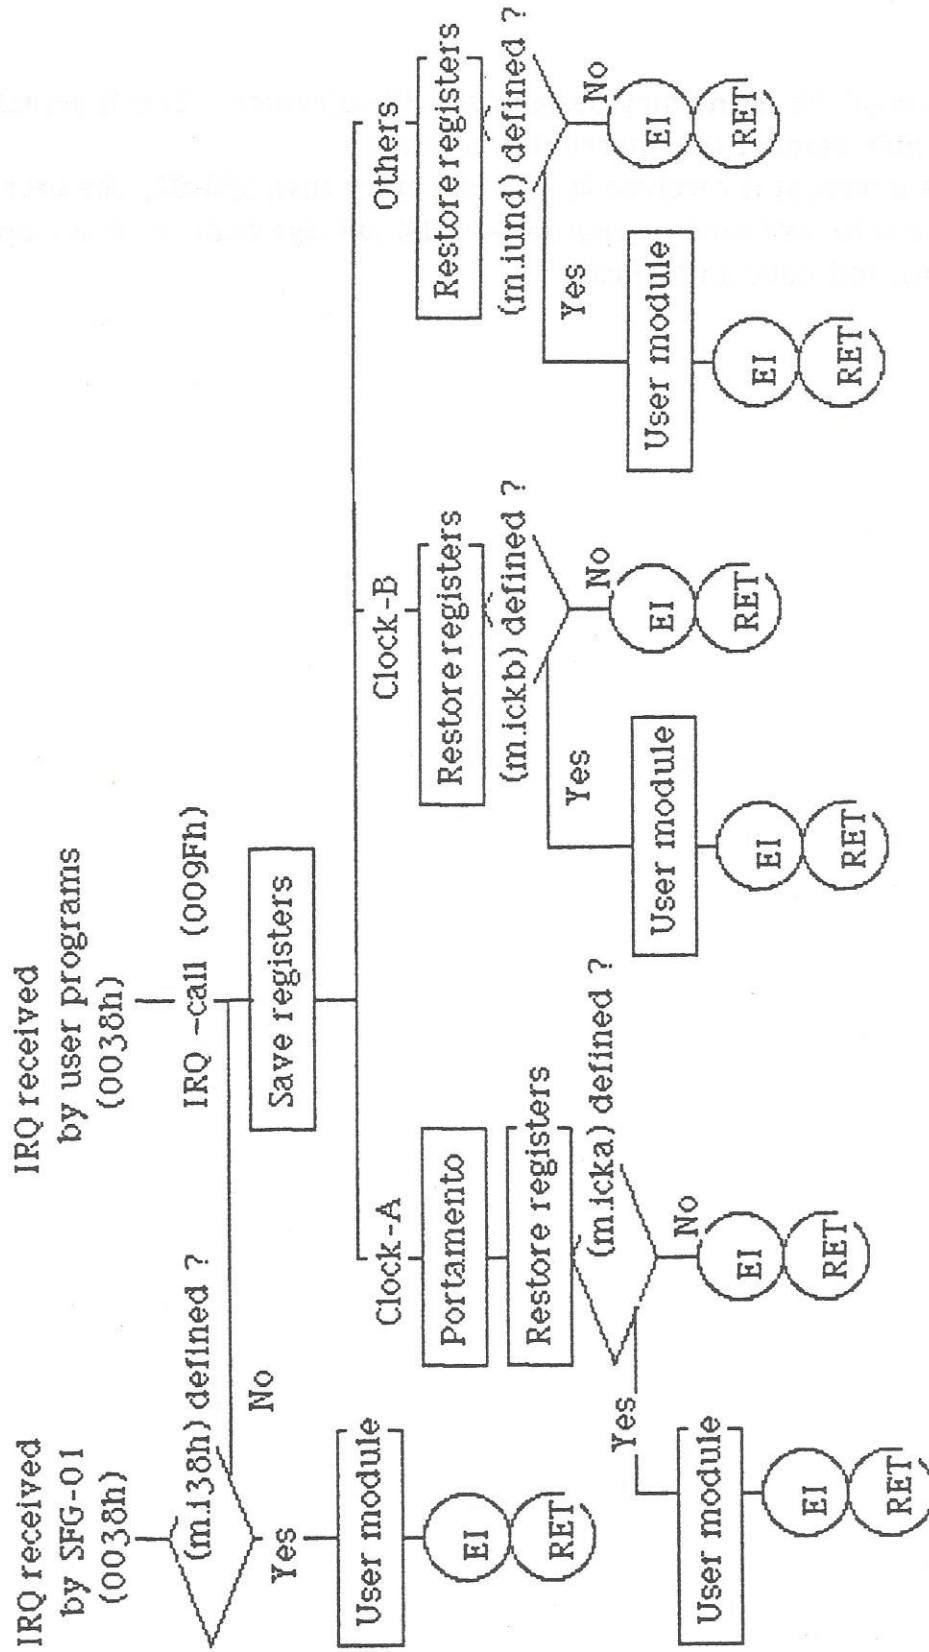 IRQ received
by SFG-01
(0038h)
(m.i38h) defined ?
No
Yes
User module
EI
RET
IRQ received
by user programs
(0038h)
IRQ -call (009Fh)
Save registers
Clock-A
Portamento
Restore registers
(m.icka) defined ?
No
EI
RET
Yes
User module
EI
RET
Clock-B
Restore registers
(m.ickb) defined ?
No
EI
RET
Yes
User module
EI
RET
Others
Restore registers
(m.iund) defined ?
No
EI
RET
Yes
User module
EI
RET